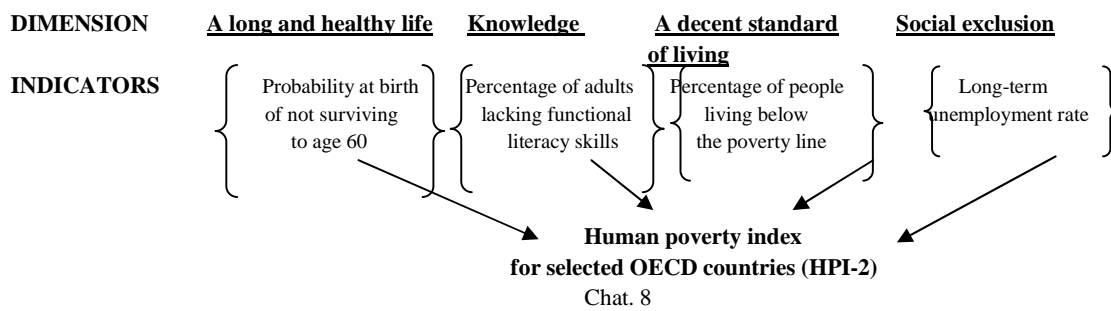 DIMENSION A long and healthy life Knowledge A decent standard of living Social exclusion
INDICATORS Probability at birth of not surviving to age 60 Percentage of adults lacking functional literacy skills Percentage of people living below the poverty line Long-term unemployment rate
Human poverty index
for selected OECD countries (HPI-2)
Chat. 8